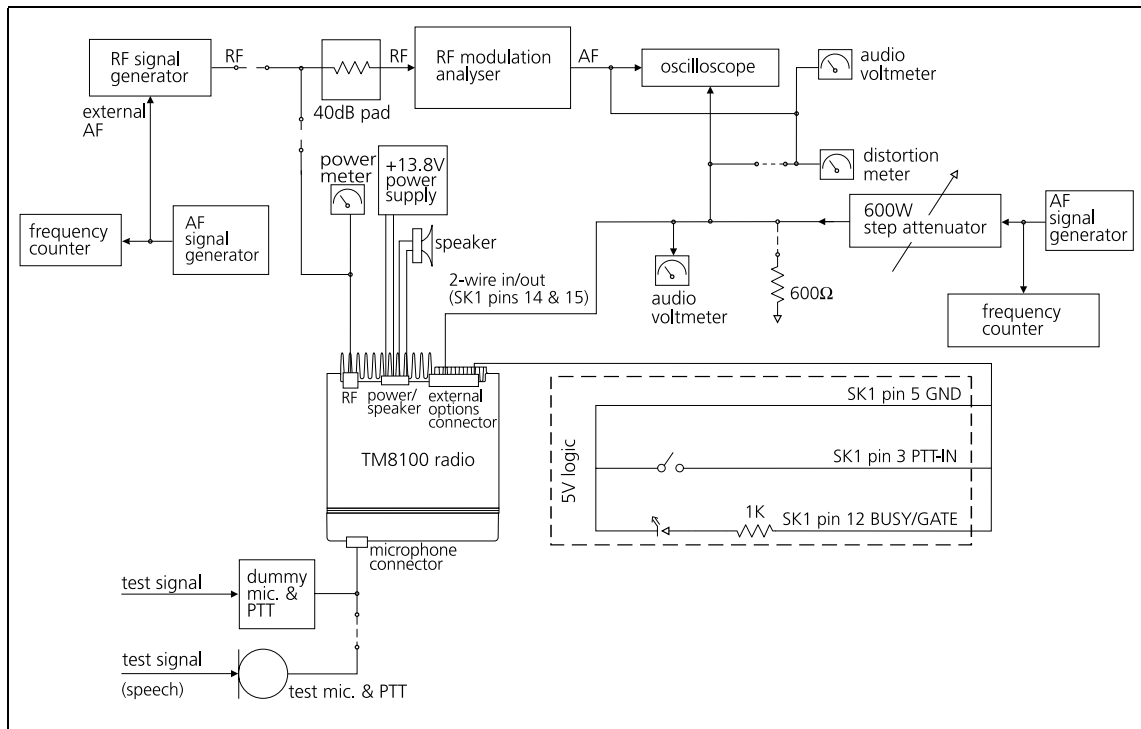 RF signal
generator
RF
40dB pad
RF
RF modulation
analyser
AF
oscilloscope
audio
voltmeter
external
AF
frequency
counter
AF
signal
generator
power
meter
+13.8V
power
supply
speaker
distortion
meter
600W
step attenuator
AF
signal
generator
2-wire in/out
(SK1 pins 14 & 15)
audio
voltmeter
600Ω
frequency
counter
RF
power/
speaker
external
options
connector
TM8100 radio
5V logic
SK1 pin 5 GND
SK1 pin 3 PTT-IN
1K
SK1 pin 12 BUSY/GATE
microphone
connector
test signal
dummy
mic. &
PTT
test signal
(speech)
test mic. & PTT